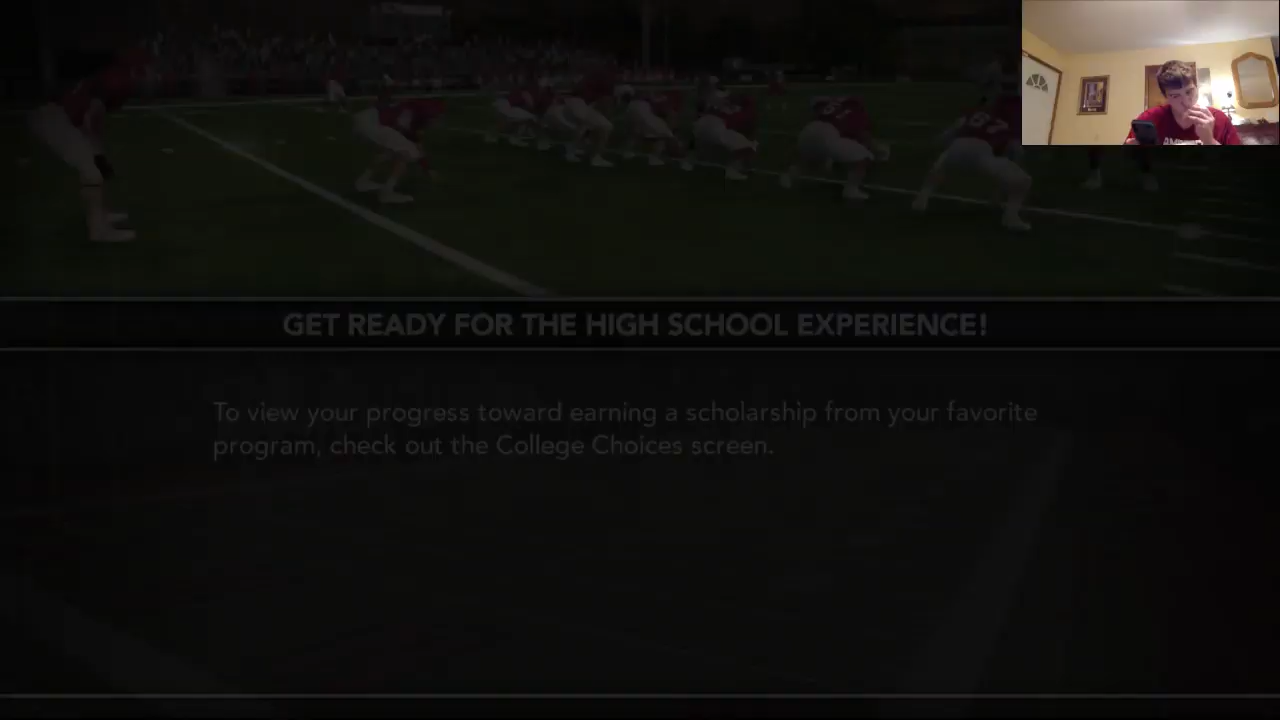 GET READY FOR THE HIGH SCHOOL EXPERIENCE!
To view your progress toward earning a scholarship from your favorite
program, check out the College Choices screen.
67